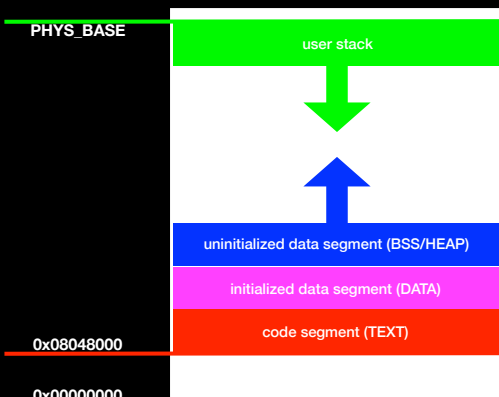 PHYS_BASE
user stack
uninitialized data segment (BSS/HEAP)
initialized data segment (DATA)
code segment (TEXT)
0x08048000
0x00000000